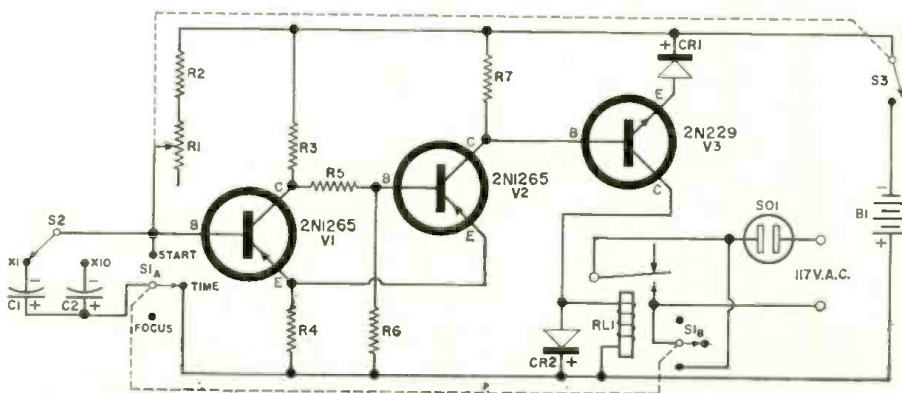 R2
R1
R3
R5
R7
R4
R6
+
CR1
E
B
C
2N229
V3
C
B
2N1265
V2
E
C
B
2N1265
V1
E
S2
X1
X10
-
-
+
+
C1
C2
START
S1A
TIME
FOCUS
S3
-
B1
+
SO1
117V.A.C.
RL1
CR2
+
S1B